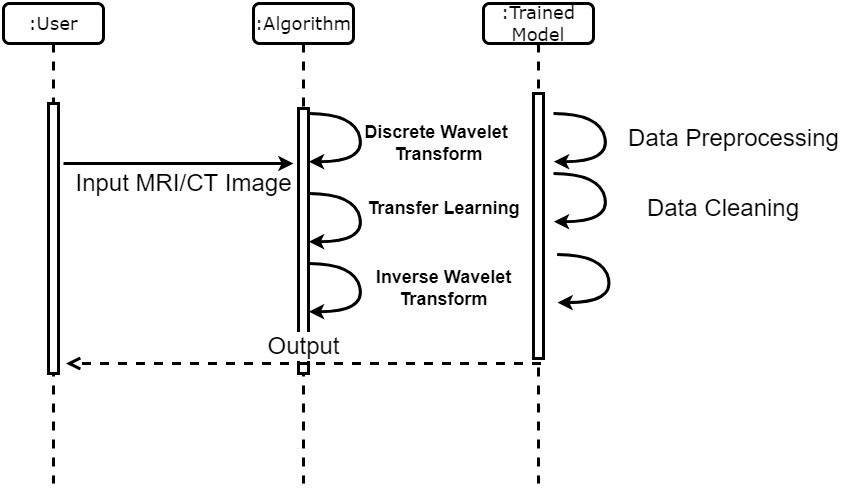 :User
:Algorithm
:Trained
Model
Discrete Wavelet
Transform
Data Preprocessing
Input MRI/CT Image
Transfer Learning
Data Cleaning
Inverse Wavelet
Transform
Output